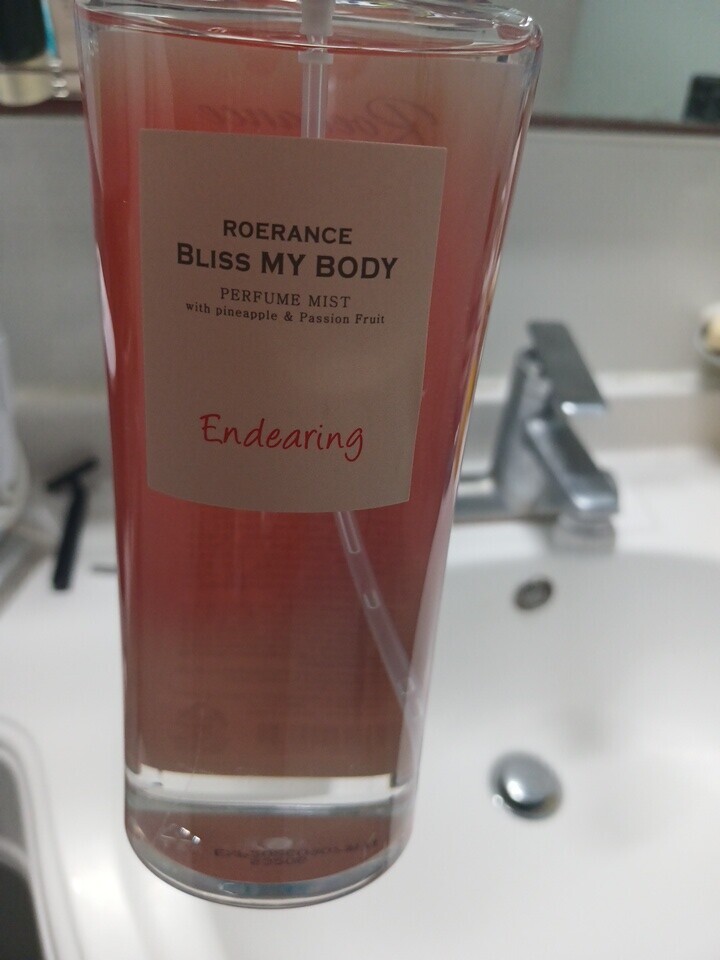 ROERANCE
BLISS MY BODY
PERFUME MIST
with pineapple & Passion Fruit
Endearing